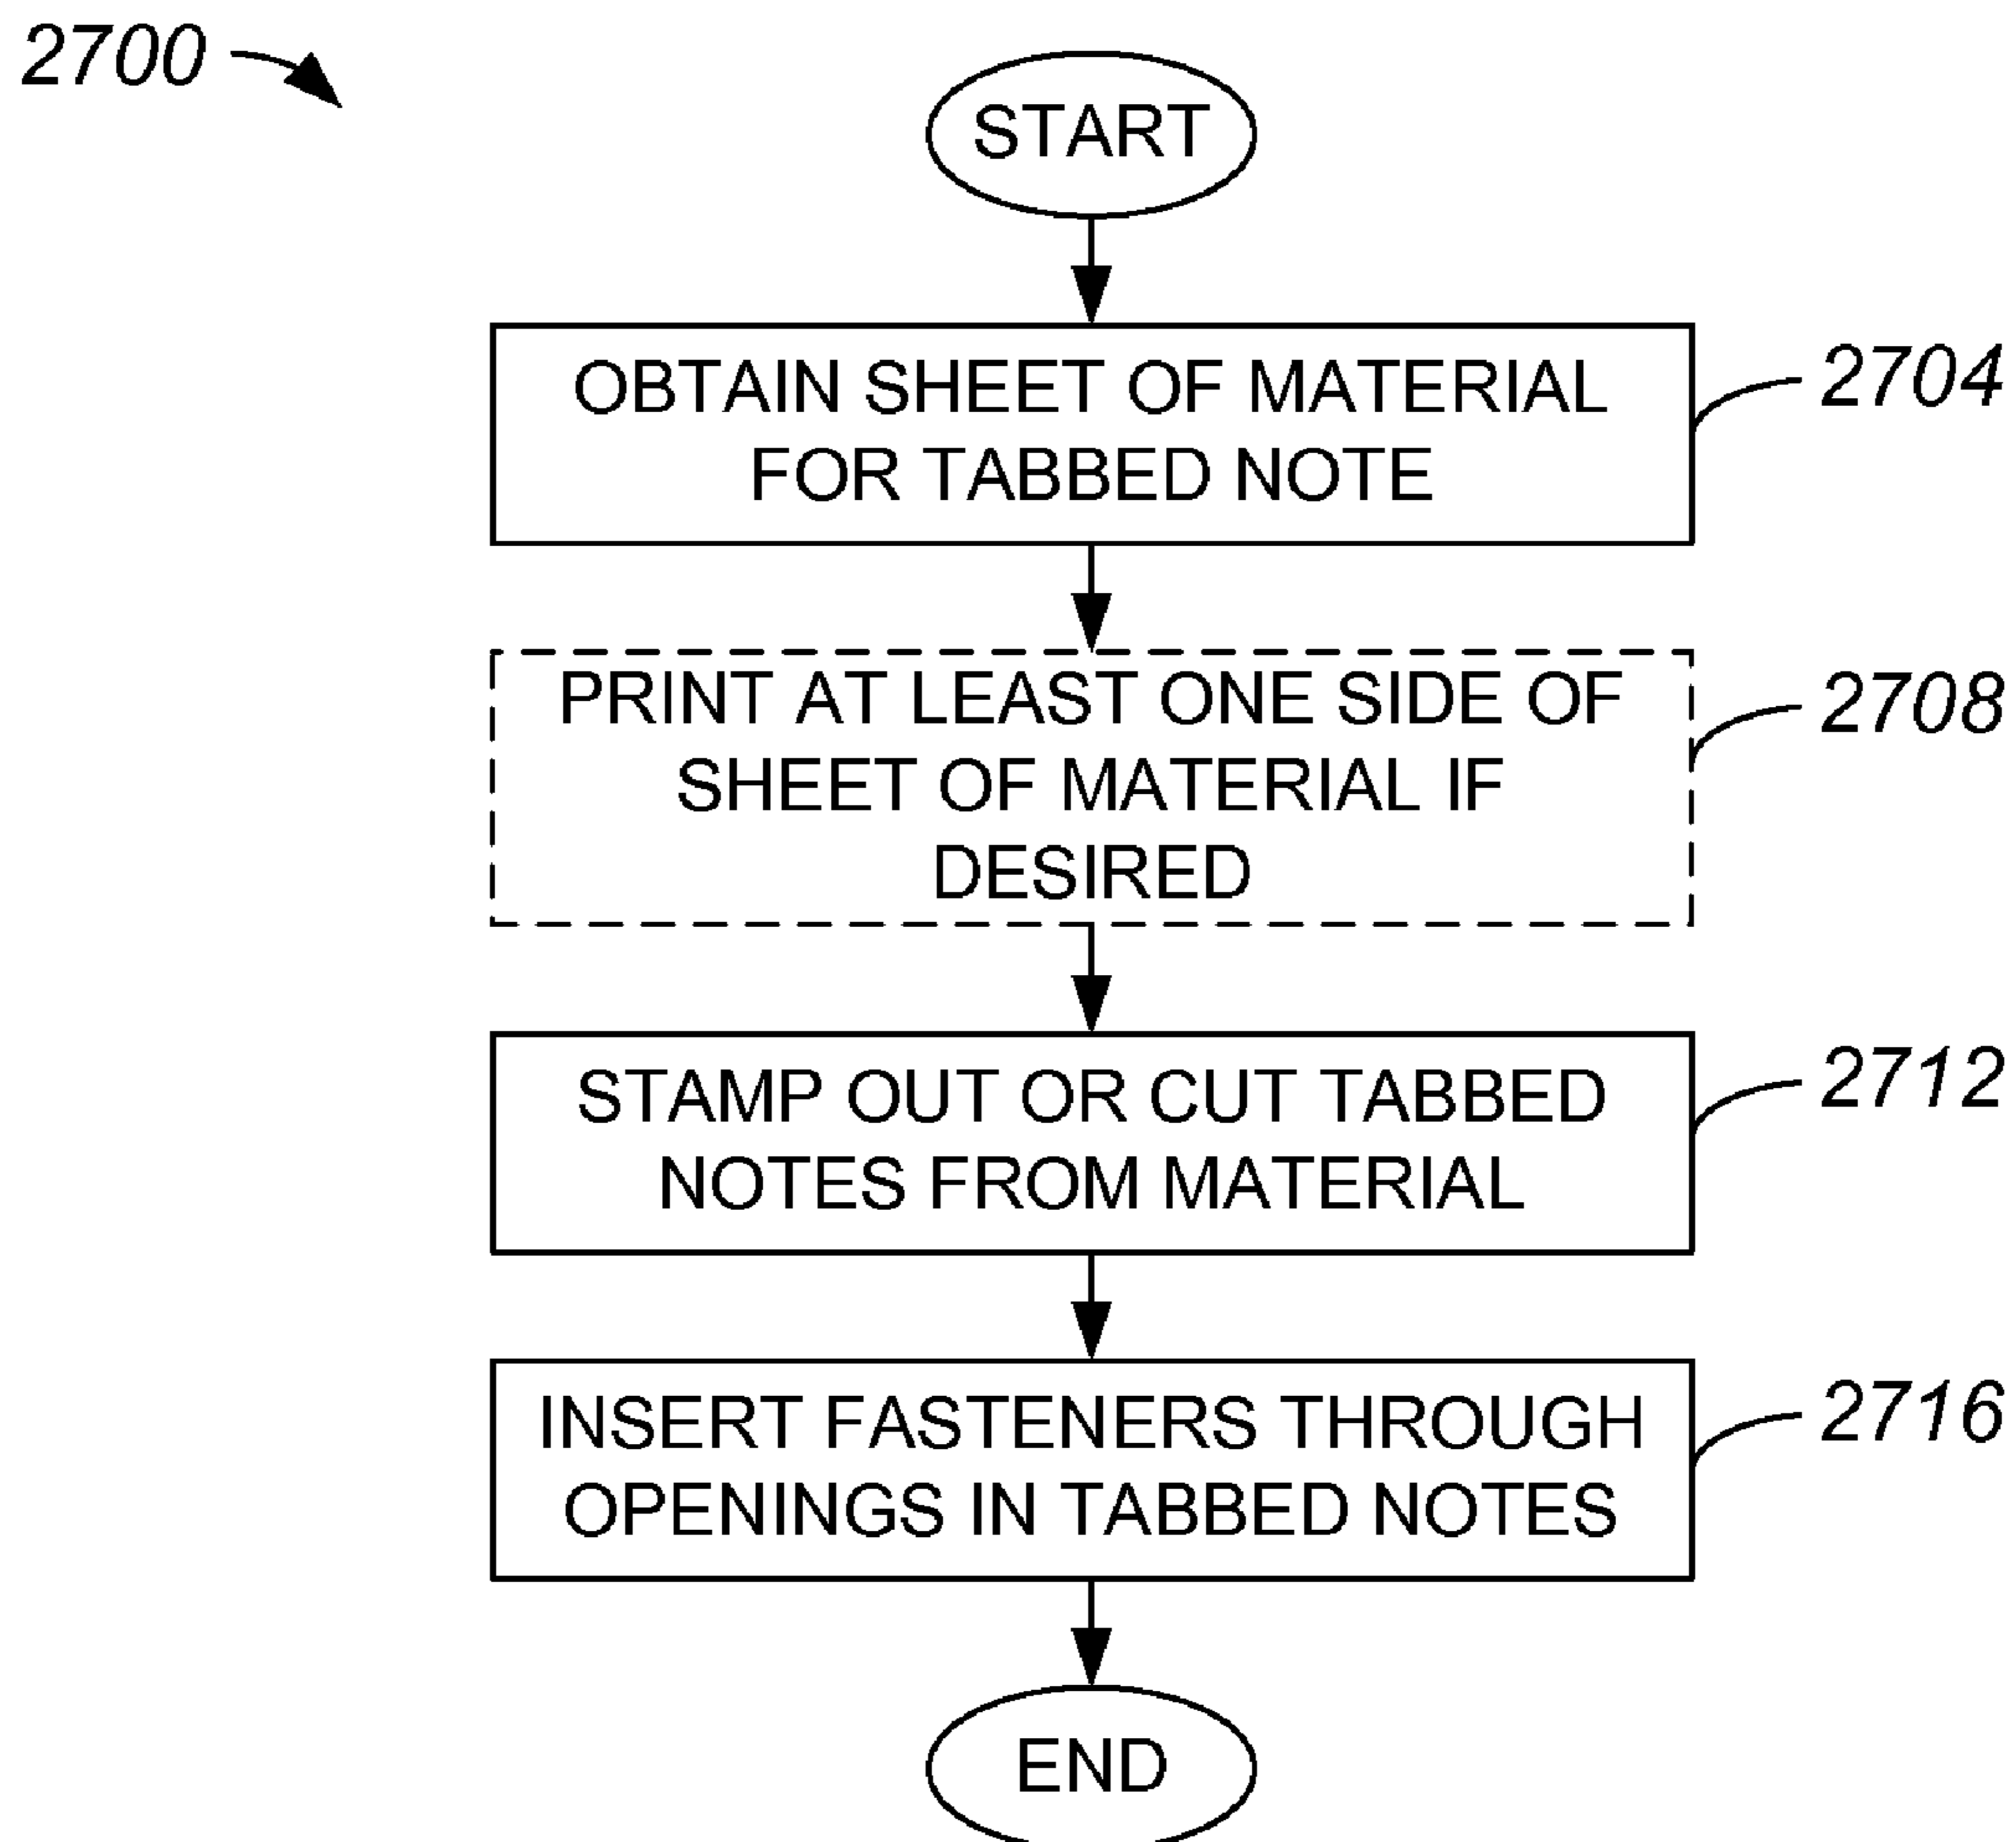 2700
START
OBTAIN SHEET OF MATERIAL
FOR TABBED NOTE
2704
PRINT AT LEAST ONE SIDE OF
SHEET OF MATERIAL IF
DESIRED
2708
STAMP OUT OR CUT TABBED
NOTES FROM MATERIAL
2712
INSERT FASTENERS THROUGH
OPENINGS IN TABBED NOTES
2716
END